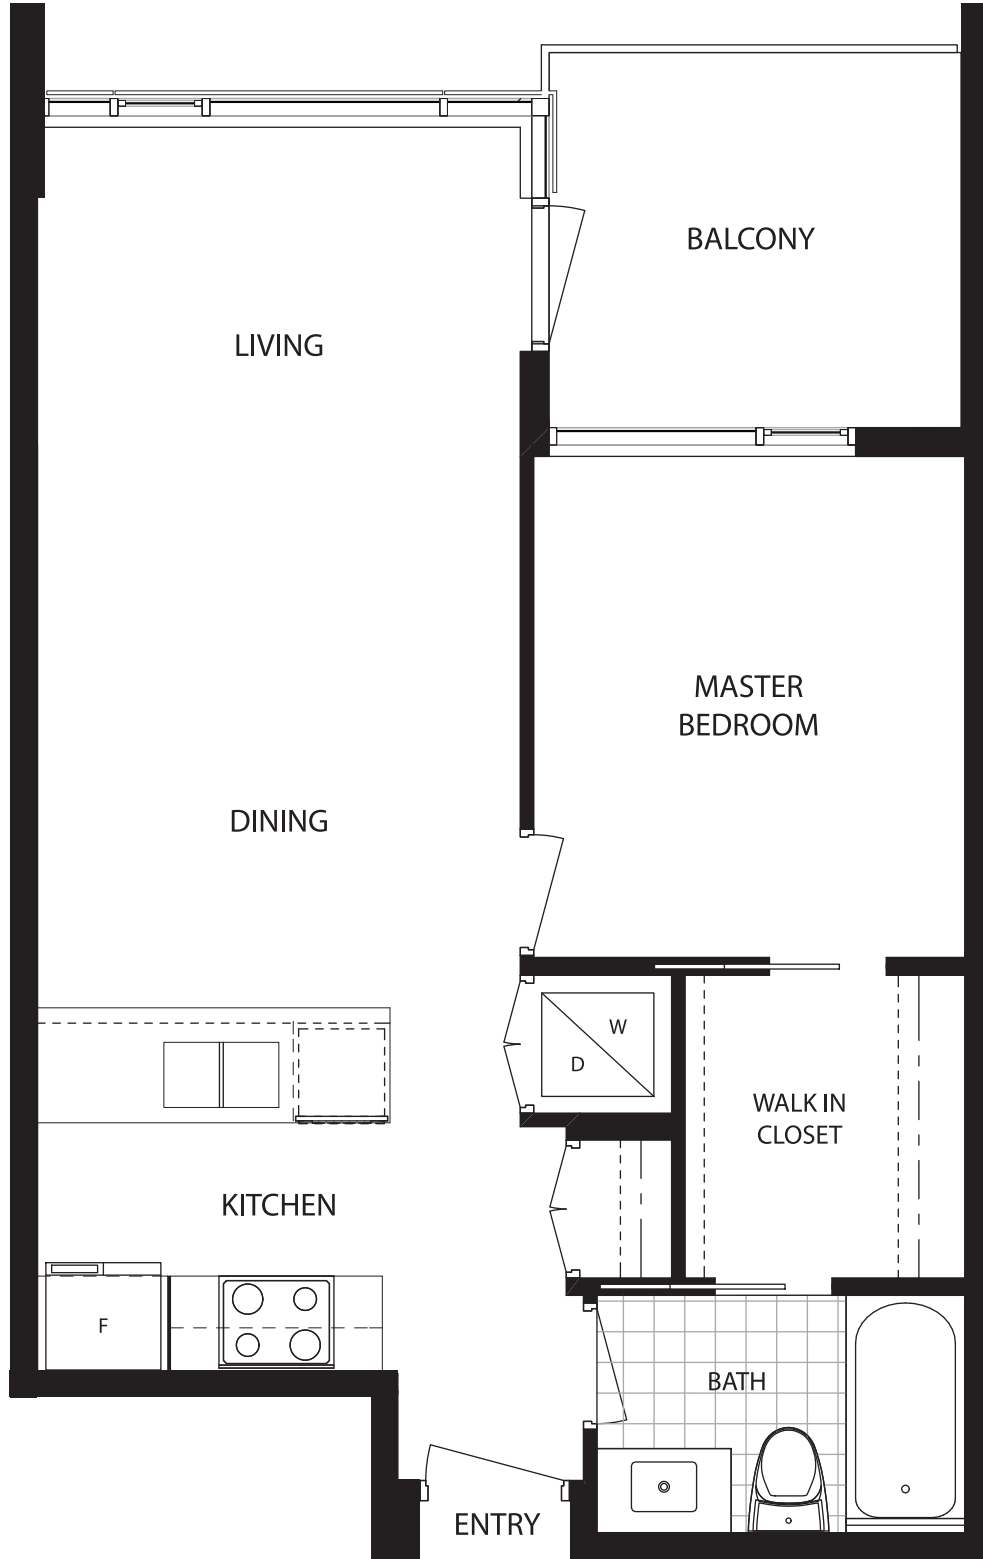 BALCONY
LIVING
MASTER
BEDROOM
DINING
W
D
WALK IN
CLOSET
KITCHEN
F
BATH
ENTRY